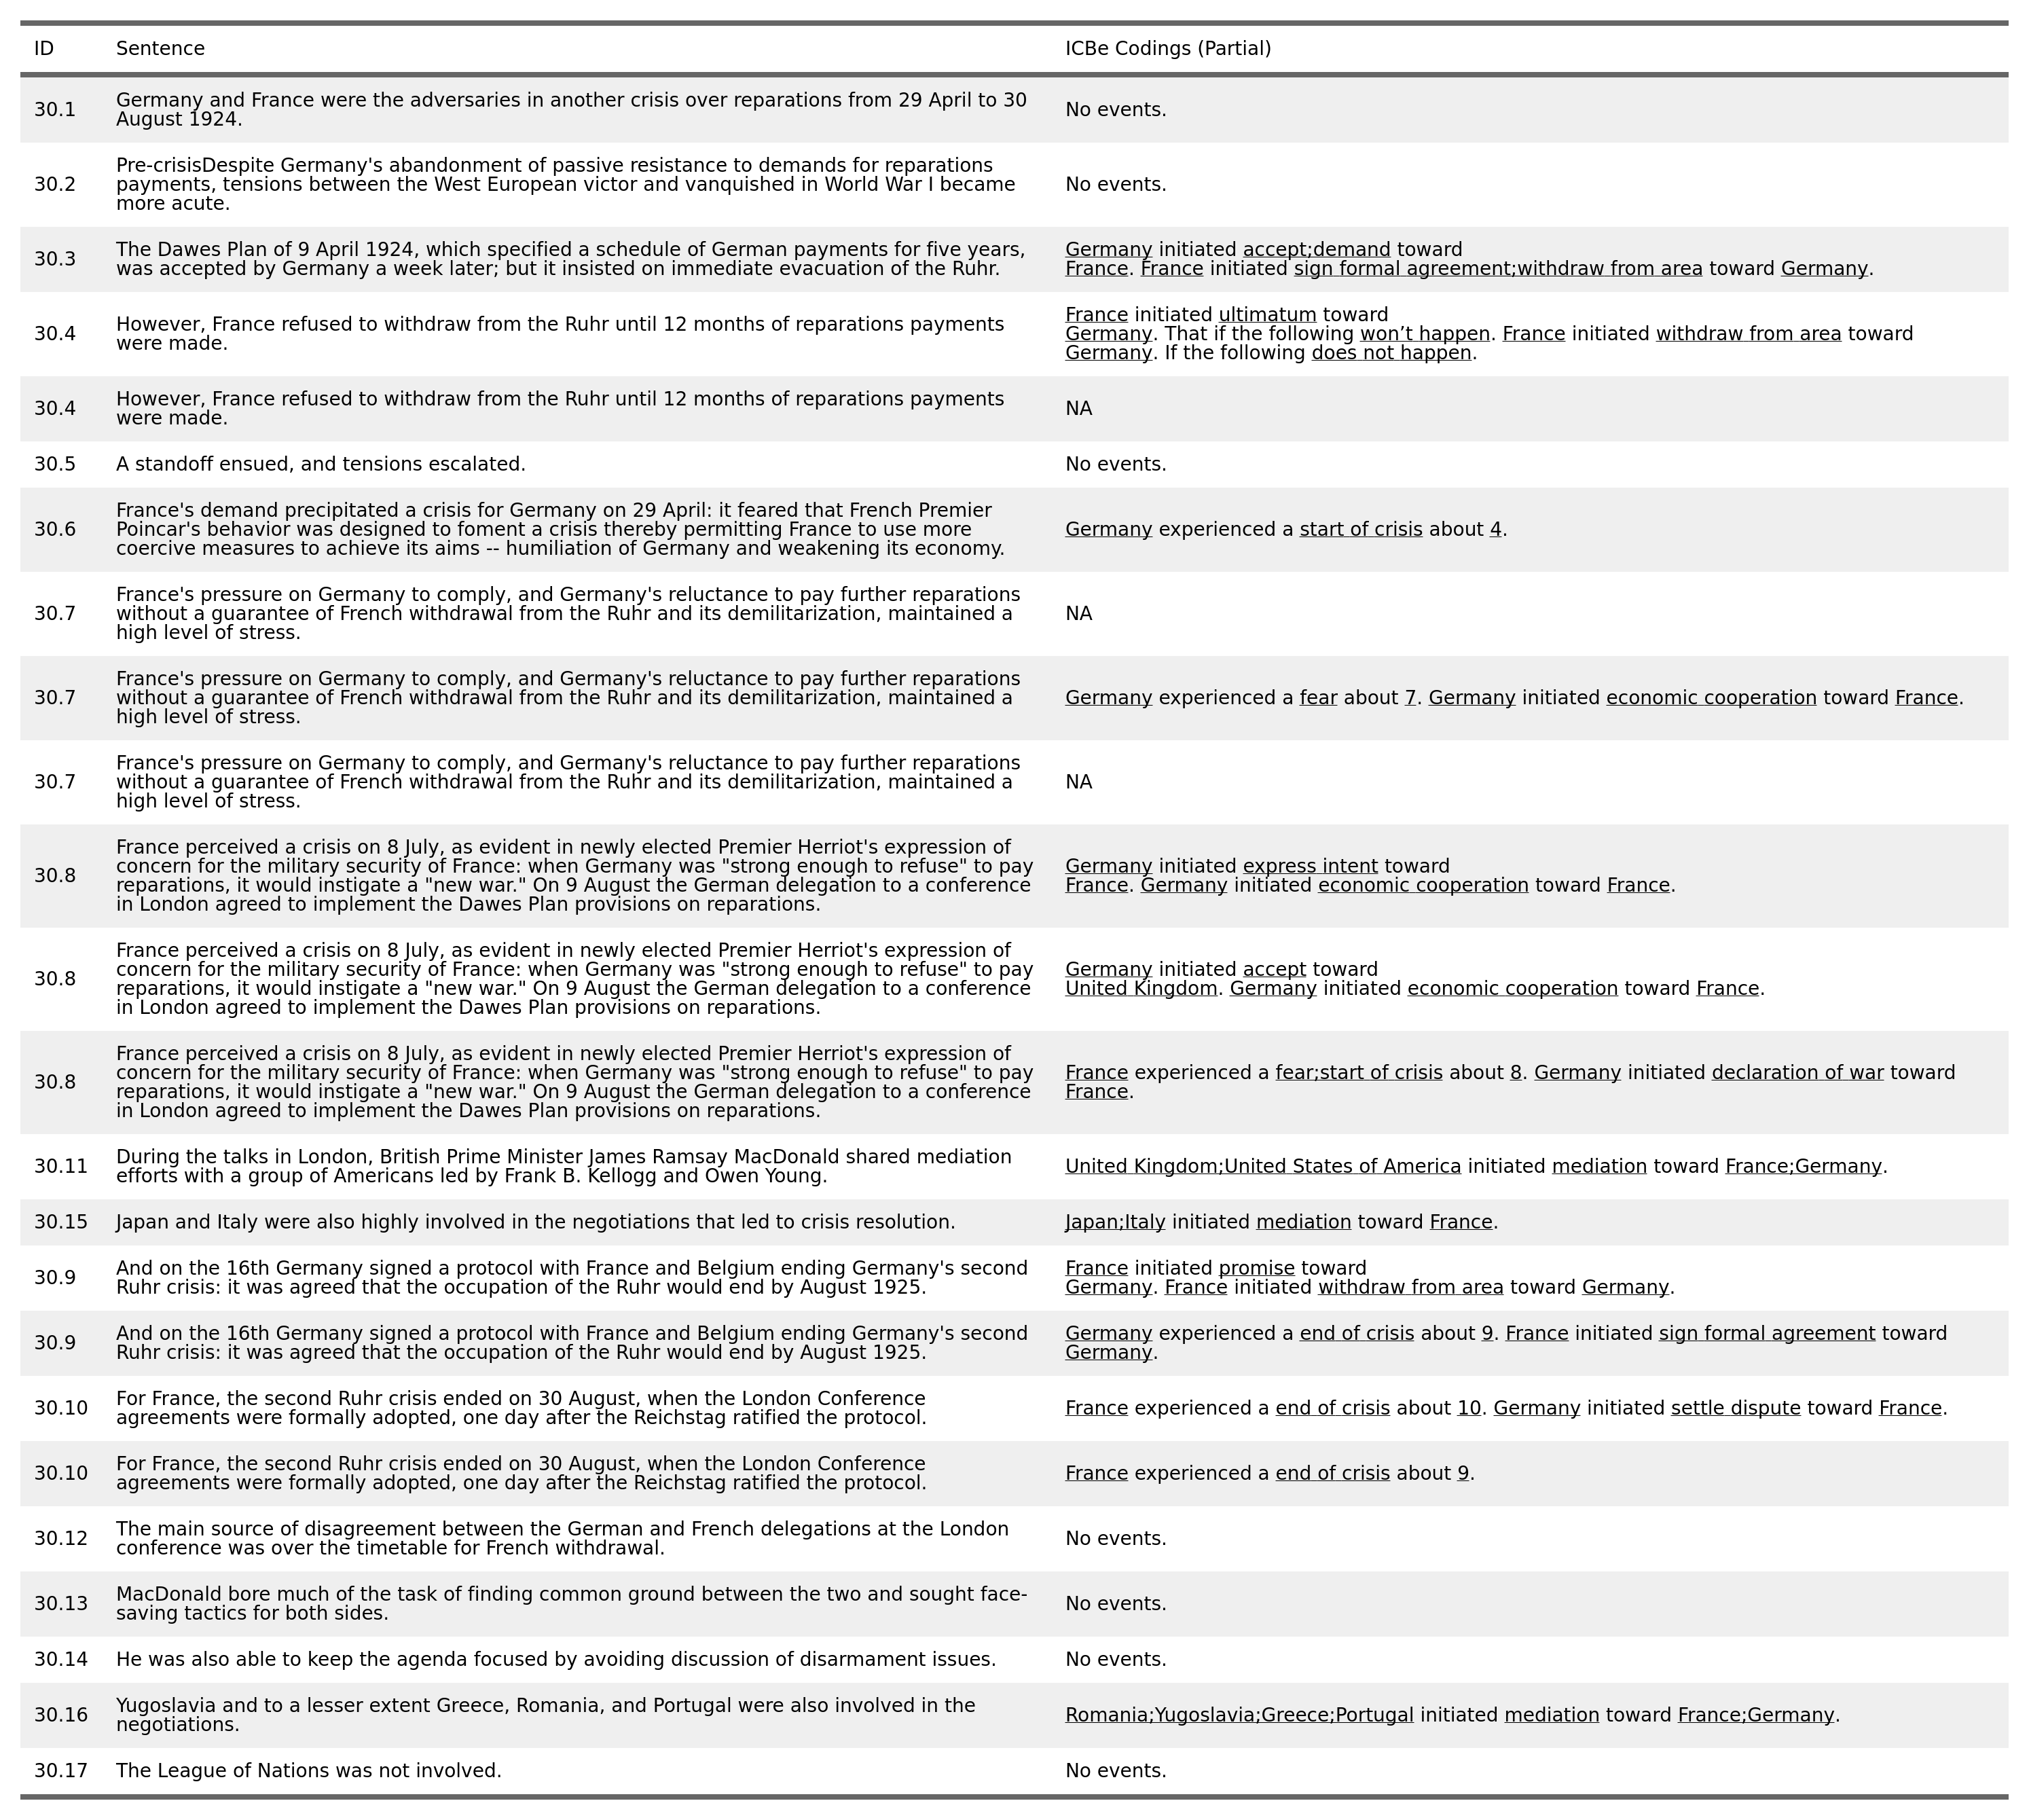 ID Sentence ICBe Codings (Partial)
30.1 Germany and France were the adversaries in another crisis over reparations from 29 April to 30
August 1924.
No events.
30.2 Pre-crisisDespite Germany's abandonment of passive resistance to demands for reparations
payments, tensions between the West European victor and vanquished in World War I became
more acute.
No events.
30.3 The Dawes Plan of 9 April 1924, which specified a schedule of German payments for five years,
was accepted by Germany a week later; but it insisted on immediate evacuation of the Ruhr.
Germany initiated accept;demand toward
France. France initiated sign formal agreement;withdraw from area toward Germany.
30.4 However, France refused to withdraw from the Ruhr until 12 months of reparations payments
were made.
France initiated ultimatum toward
Germany. That if the following won’t happen. France initiated withdraw from area toward
Germany. If the following does not happen.
30.4 However, France refused to withdraw from the Ruhr until 12 months of reparations payments
were made.
NA
30.5 A standoff ensued, and tensions escalated.
No events.
30.6 France's demand precipitated a crisis for Germany on 29 April: it feared that French Premier
Poincar's behavior was designed to foment a crisis thereby permitting France to use more
coercive measures to achieve its aims -- humiliation of Germany and weakening its economy.
Germany experienced a start of crisis about 4.
30.7 France's pressure on Germany to comply, and Germany's reluctance to pay further reparations
without a guarantee of French withdrawal from the Ruhr and its demilitarization, maintained a
high level of stress.
NA
30.7 France's pressure on Germany to comply, and Germany's reluctance to pay further reparations
without a guarantee of French withdrawal from the Ruhr and its demilitarization, maintained a
high level of stress.
Germany experienced a fear about 7. Germany initiated economic cooperation toward France.
30.7 France's pressure on Germany to comply, and Germany's reluctance to pay further reparations
without a guarantee of French withdrawal from the Ruhr and its demilitarization, maintained a
high level of stress.
NA
30.8 France perceived a crisis on 8 July, as evident in newly elected Premier Herriot's expression of
concern for the military security of France: when Germany was "strong enough to refuse" to pay
reparations, it would instigate a "new war." On 9 August the German delegation to a conference
in London agreed to implement the Dawes Plan provisions on reparations.
Germany initiated express intent toward
France. Germany initiated economic cooperation toward France.
30.8 France perceived a crisis on 8 July, as evident in newly elected Premier Herriot's expression of
concern for the military security of France: when Germany was "strong enough to refuse" to pay
reparations, it would instigate a "new war." On 9 August the German delegation to a conference
in London agreed to implement the Dawes Plan provisions on reparations.
Germany initiated accept toward
United Kingdom. Germany initiated economic cooperation toward France.
30.8 France perceived a crisis on 8 July, as evident in newly elected Premier Herriot's expression of
concern for the military security of France: when Germany was "strong enough to refuse" to pay
reparations, it would instigate a "new war." On 9 August the German delegation to a conference
in London agreed to implement the Dawes Plan provisions on reparations.
France experienced a fear;start of crisis about 8. Germany initiated declaration of war toward
France.
30.11 During the talks in London, British Prime Minister James Ramsay MacDonald shared mediation
efforts with a group of Americans led by Frank B. Kellogg and Owen Young.
United Kingdom;United States of America initiated mediation toward France;Germany.
30.15 Japan and Italy were also highly involved in the negotiations that led to crisis resolution.
Japan;Italy initiated mediation toward France.
30.9 And on the 16th Germany signed a protocol with France and Belgium ending Germany's second
Ruhr crisis: it was agreed that the occupation of the Ruhr would end by August 1925.
France initiated promise toward
Germany. France initiated withdraw from area toward Germany.
30.9 And on the 16th Germany signed a protocol with France and Belgium ending Germany's second
Ruhr crisis: it was agreed that the occupation of the Ruhr would end by August 1925.
Germany experienced a end of crisis about 9. France initiated sign formal agreement toward
Germany.
30.10 For France, the second Ruhr crisis ended on 30 August, when the London Conference
agreements were formally adopted, one day after the Reichstag ratified the protocol.
France experienced a end of crisis about 10. Germany initiated settle dispute toward France.
30.10 For France, the second Ruhr crisis ended on 30 August, when the London Conference
agreements were formally adopted, one day after the Reichstag ratified the protocol.
France experienced a end of crisis about 9.
30.12 The main source of disagreement between the German and French delegations at the London
conference was over the timetable for French withdrawal.
No events.
30.13 MacDonald bore much of the task of finding common ground between the two and sought face-
saving tactics for both sides.
No events.
30.14 He was also able to keep the agenda focused by avoiding discussion of disarmament issues.
No events.
30.16 Yugoslavia and to a lesser extent Greece, Romania, and Portugal were also involved in the
negotiations.
Romania;Yugoslavia;Greece;Portugal initiated mediation toward France;Germany.
30.17 The League of Nations was not involved.
No events.